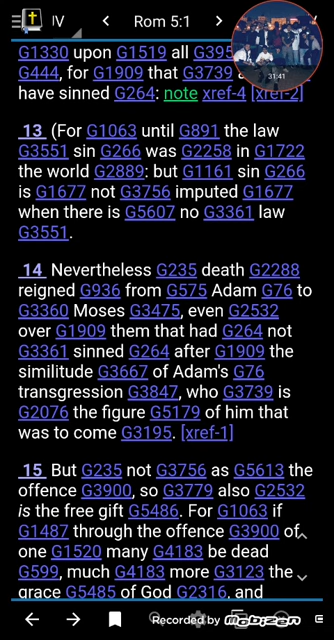 IV
Rom 5:1
31:41
G1330 upon G1519 all G395
G444, for G1909 that G3739
have sinned G264: note xref-4 [xref-2]
13 (For G1063 until G891 the law
G3551 sin G266 was G2258 in G1722
the world G2889: but G1161 sin G266
is G1677 not G3756 imputed G1677
when there is G5607 no G3361 law
G3551.
14 Nevertheless G235 death G2288
reigned G936 from G575 Adam G76 to
G3360 Moses G3475, even G2532
over G1909 them that had G264 not
G3361 sinned G264 after G1909 the
similitude G3667 of Adam's G76
transgression G3847, who G3739 is
G2076 the figure G5179 of him that
was to come G3195. [xref-1]
15 But G235 not G3756 as G5613 the
offence G3900, so G3779 also G2532
is the free gift G5486. For G1063 if
G1487 through the offence G3900 of
one G1520 many G4183 be dead
G599, much G4183 more G3123 the
grace G5485 of God G2316, and
Recorded by Mobizen